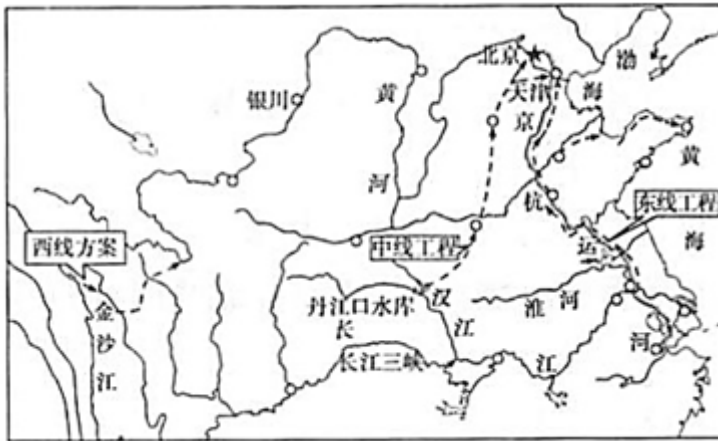 北京
渤
海
银川
黄
河
天津
京
杭
运
河
黄
海
东线工程
西线方案
中线工程
金
沙
江
丹江口水库
汉
江
淮河
长
江
长江三峡